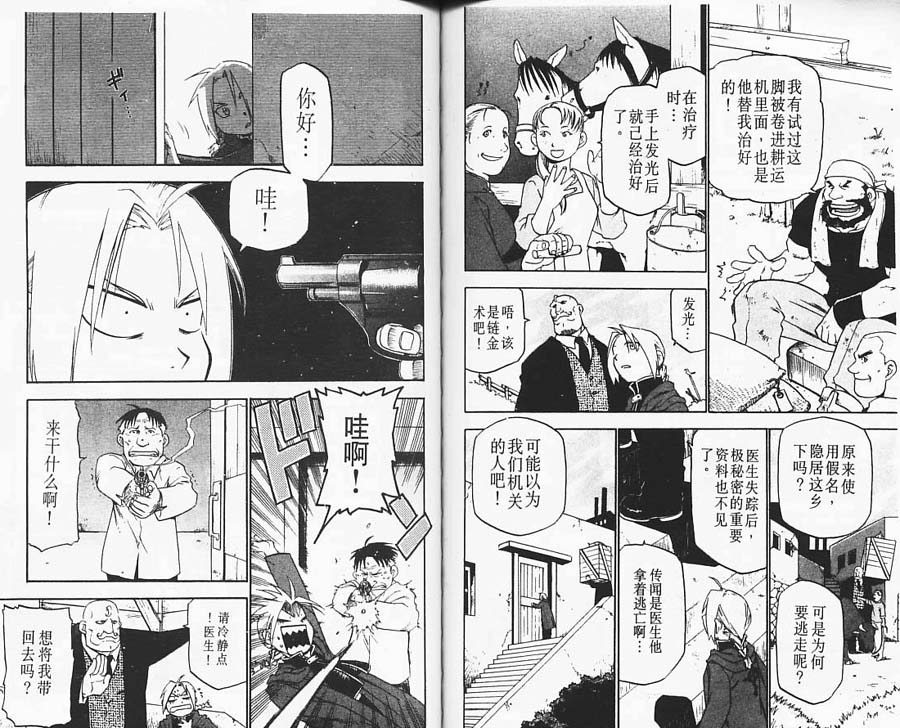 我有试过这
脚被卷进耕运
机里面，也是
他替我治好
的！
在治疗
时…
手上发光后
就己经治好
了。
发光…
唔，该
是链金
术吧！
原来使
用假名，
隐居这乡
下吗？
可是为何
要逃走呢？
医生失踪后，
极秘密的重要
资料也不见
了。
传闻是医生他
拿着逃亡
啊！…
可能以为
我们机关
的人吧！
ギ
イ…
你好…
哇！
哇啊！
ドドッ
来干什么啊！
请冷静点
！医生！
想将我带
回去吗？